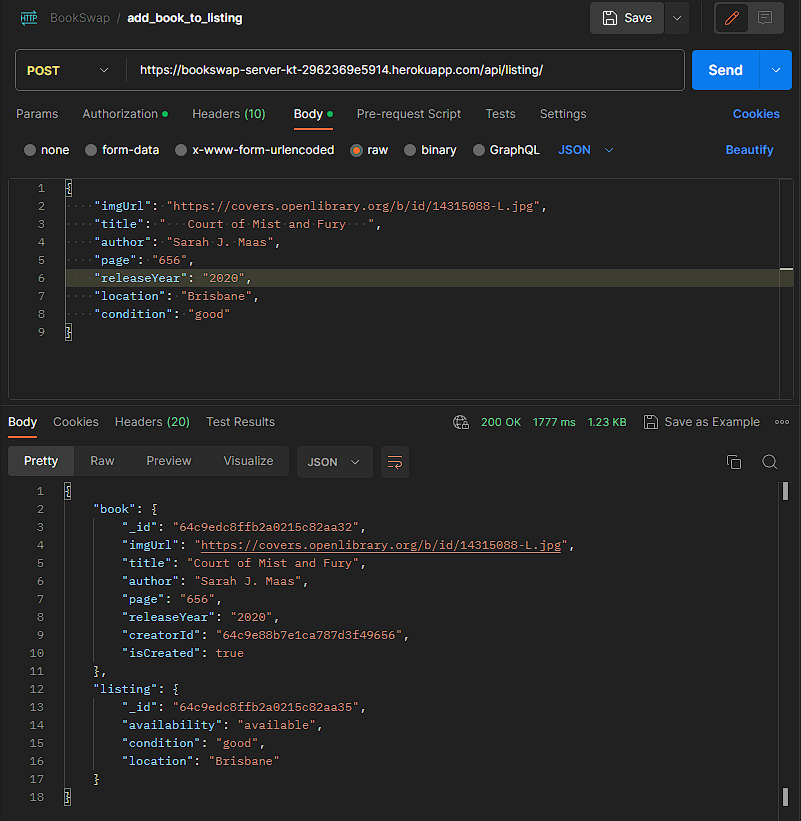 HTTP BookSwap / add_book_to_listing Save
POST https://bookswap-server-kt-2962369e5914.herokuapp.com/api/listing/ Send
Params Authorization Headers (10) Body Pre-request Script Tests Settings Cookies
none form-data x-www-form-urlencoded raw binary GraphQL JSON Beautify
1 {
2 "imgUrl": "https://covers.openlibrary.org/b/id/14315088-L.jpg",
3 "title": "   Court of Mist and Fury   ",
4 "author": "Sarah J. Maas",
5 "page": "656",
6 "releaseYear": "2020",
7 "location": "Brisbane",
8 "condition": "good"
9 }
Body Cookies Headers (20) Test Results 200 OK 1777 ms 1.23 KB Save as Example
Pretty Raw Preview Visualize JSON
1 {
2 "book": {
3 "_id": "64c9edc8ffb2a0215c82aa32",
4 "imgUrl": "https://covers.openlibrary.org/b/id/14315088-L.jpg",
5 "title": "Court of Mist and Fury",
6 "author": "Sarah J. Maas",
7 "page": "656",
8 "releaseYear": "2020",
9 "creatorId": "64c9e88b7e1ca787d3f49656",
10 "isCreated": true
11 },
12 "listing": {
13 "_id": "64c9edc8ffb2a0215c82aa35",
14 "availability": "available",
15 "condition": "good",
16 "location": "Brisbane"
17 }
18 }